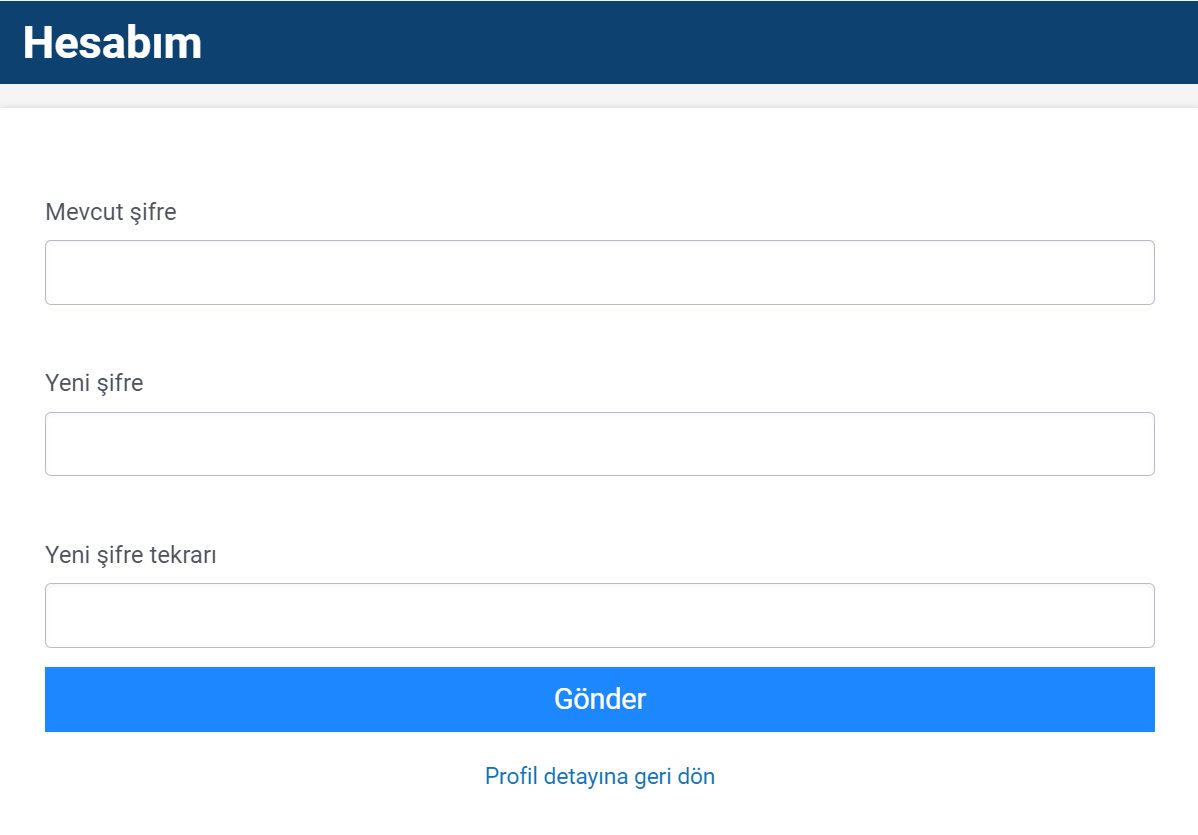 Hesabım
Mevcut şifre
Yeni şifre
Yeni şifre tekrarı
Gönder
Profil detayına geri dön